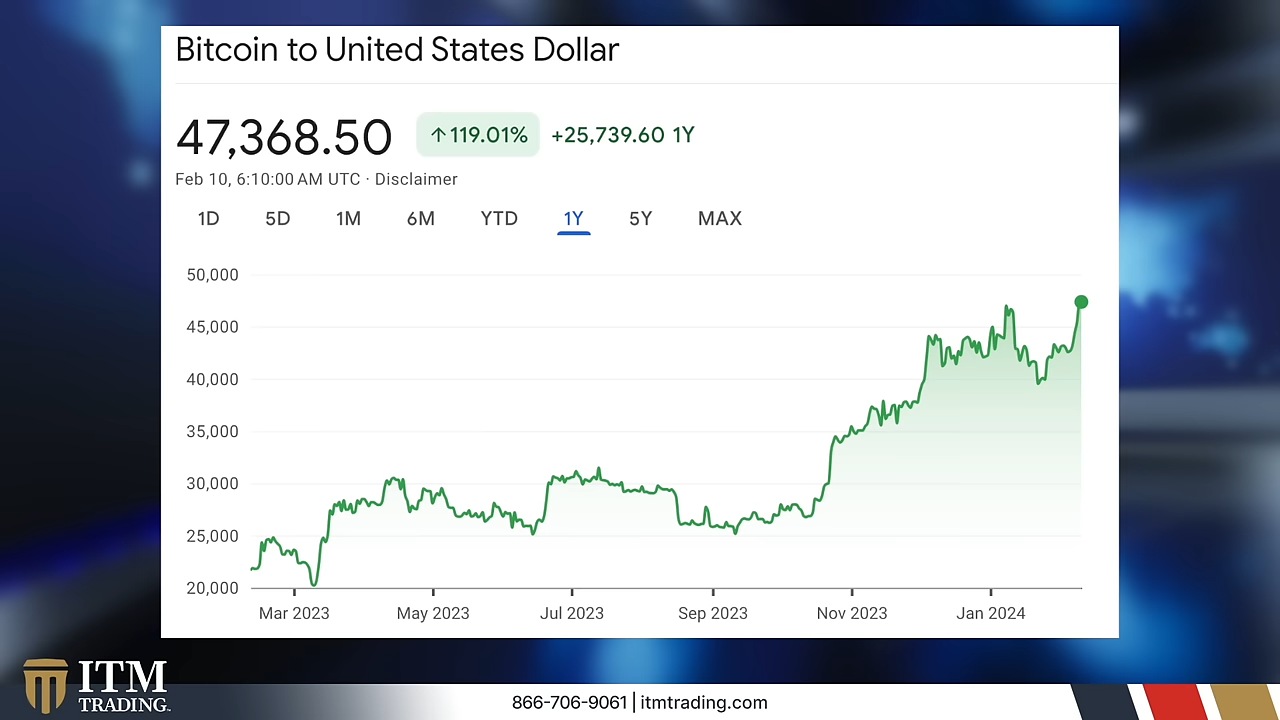 Bitcoin to United States Dollar
47,368.50 ↑119.01% +25,739.60 1Y
Feb 10, 6:10:00 AM UTC · Disclaimer
1D 5D 1M 6M YTD 1Y 5Y MAX
50,000
45,000
40,000
35,000
30,000
25,000
20,000
Mar 2023 May 2023 Jul 2023 Sep 2023 Nov 2023 Jan 2024
ITM
TRADING™
866-706-9061 | itmtrading.com